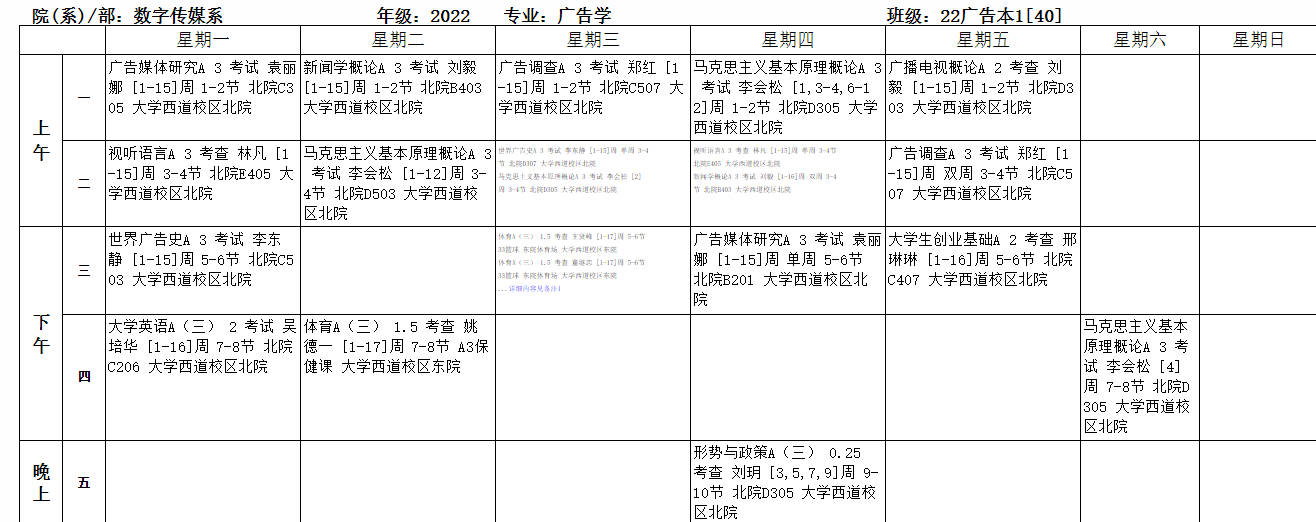 院(系)/部：数字传媒系 年级：2022 专业：广告学 班级：22广告本1[40]
星期一 星期二 星期三 星期四 星期五 星期六 星期日
上午
一
广告媒体研究A 3 考试 袁丽
娜 [1-15]周 1-2节 北院C3
05 大学西道校区北院
新闻学概论A 3 考试 刘毅
[1-15]周 1-2节 北院B403
大学西道校区北院
广告调查A 3 考试 郑红 [1
-15]周 1-2节 北院C507 大
学西道校区北院
马克思主义基本原理概论A 3
考试 李会松 [1,3-4,6-1
2]周 1-2节 北院D305 大学
西道校区北院
广播电视概论A 2 考查 刘
毅 [1-15]周 1-2节 北院D3
03 大学西道校区北院
二
视听语言A 3 考查 林凡 [1
-15]周 3-4节 北院E405 大
学西道校区北院
马克思主义基本原理概论A 3
考试 李会松 [1-12]周 3-
4节 北院D503 大学西道校
区北院
世界广告史A 3 考试 李东静 [1-15]周 单周 3-4
节 北院D307 大学西道校区北院
马克思主义基本原理概论A 3 考试 李会松 [2]
周 3-4节 北院D305 大学西道校区北院
视听语言A 3 考查 林凡 [1-15]周 单周 3-4节
北院E405 大学西道校区北院
新闻学概论A 3 考试 刘毅 [1-16]周 双周 3-4
节 北院B403 大学西道校区北院
广告调查A 3 考试 郑红 [1
-15]周 双周 3-4节 北院C5
07 大学西道校区北院
下午
三
世界广告史A 3 考试 李东
静 [1-15]周 5-6节 北院C5
03 大学西道校区北院
体育A（三） 1.5 考查 王贤峰 [1-17]周 5-6节
33篮球 东院体育场 大学西道校区东院
体育A（三） 1.5 考查 董继忠 [1-17]周 5-6节
33篮球 东院体育场 大学西道校区东院
...详细内容见备注1
广告媒体研究A 3 考试 袁丽
娜 [1-15]周 单周 5-6节
北院B201 大学西道校区北
院
大学生创业基础A 2 考查 邢
琳琳 [1-16]周 5-6节 北院
C407 大学西道校区北院
四
大学英语A（三） 2 考试 吴
培华 [1-16]周 7-8节 北院
C206 大学西道校区北院
体育A（三） 1.5 考查 姚
德一 [1-17]周 7-8节 A3保
健课 大学西道校区东院
马克思主义基本
原理概论A 3 考
试 李会松 [4]
周 7-8节 北院D
305 大学西道校
区北院
晚上
五
形势与政策A（三） 0.25
考查 刘玥 [3,5,7,9]周 9-
10节 北院D305 大学西道校
区北院